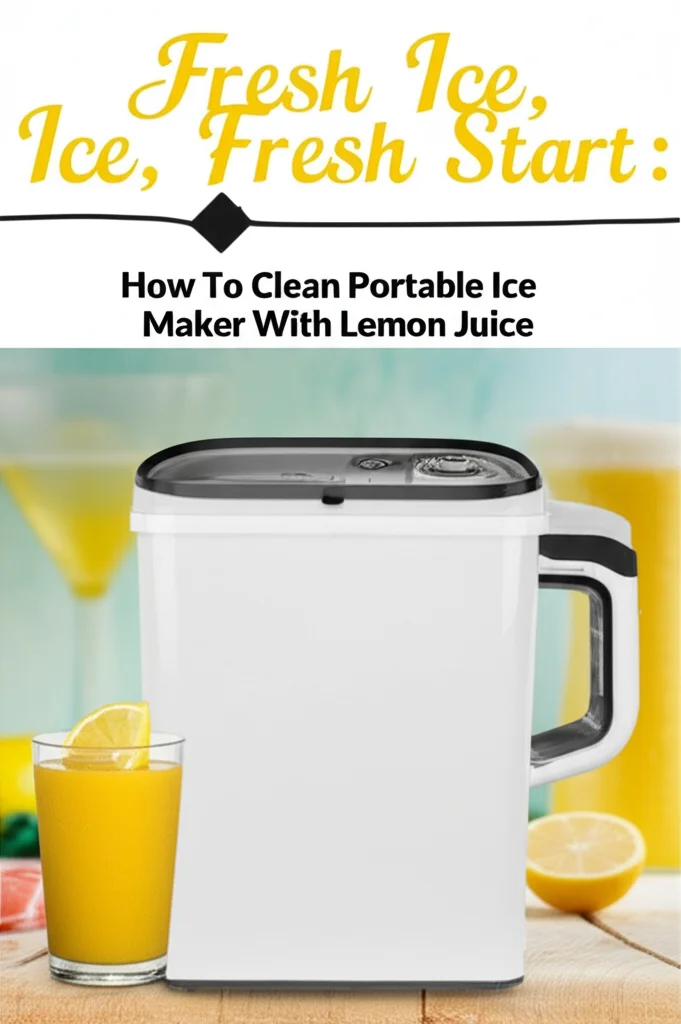 Fresh Ice,
Ice, Fresh Start:
How To Clean Portable Ice
Maker With Lemon Juice